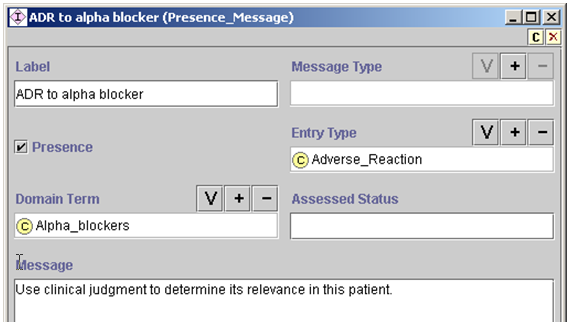 ADR to alpha blocker (Presence_Message)
C
Label
Message Type
V + −
ADR to alpha blocker
Presence
Entry Type
V + −
C Adverse_Reaction
Domain Term
V + −
Assessed Status
C Alpha_blockers
Message
Use clinical judgment to determine its relevance in this patient.